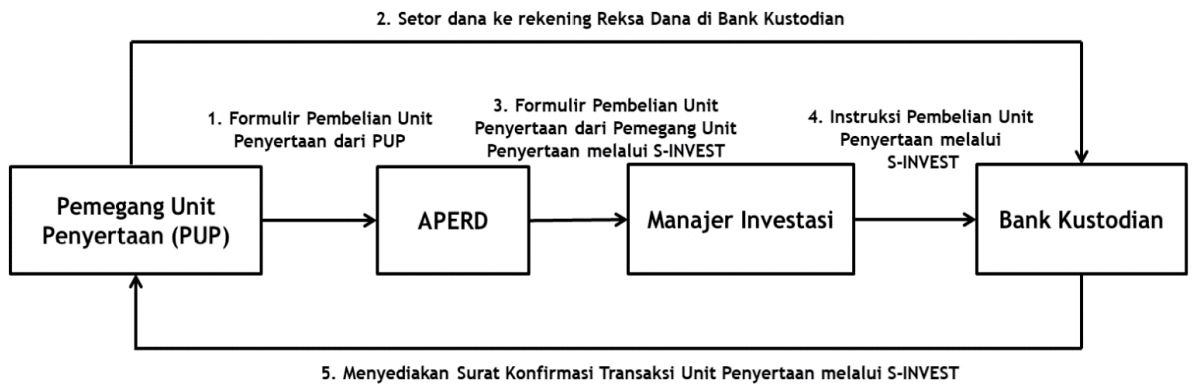 2. Setor dana ke rekening Reksa Dana di Bank Kustodian
1. Formulir Pembelian Unit
Penyertaan dari PUP
3. Formulir Pembelian Unit
Penyertaan dari Pemegang Unit
Penyertaan melalui S-INVEST
4. Instruksi Pembelian Unit
Penyertaan melalui
S-INVEST
Pemegang Unit
Penyertaan (PUP)
APERD
Manajer Investasi
Bank Kustodian
5. Menyediakan Surat Konfirmasi Transaksi Unit Penyertaan melalui S-INVEST